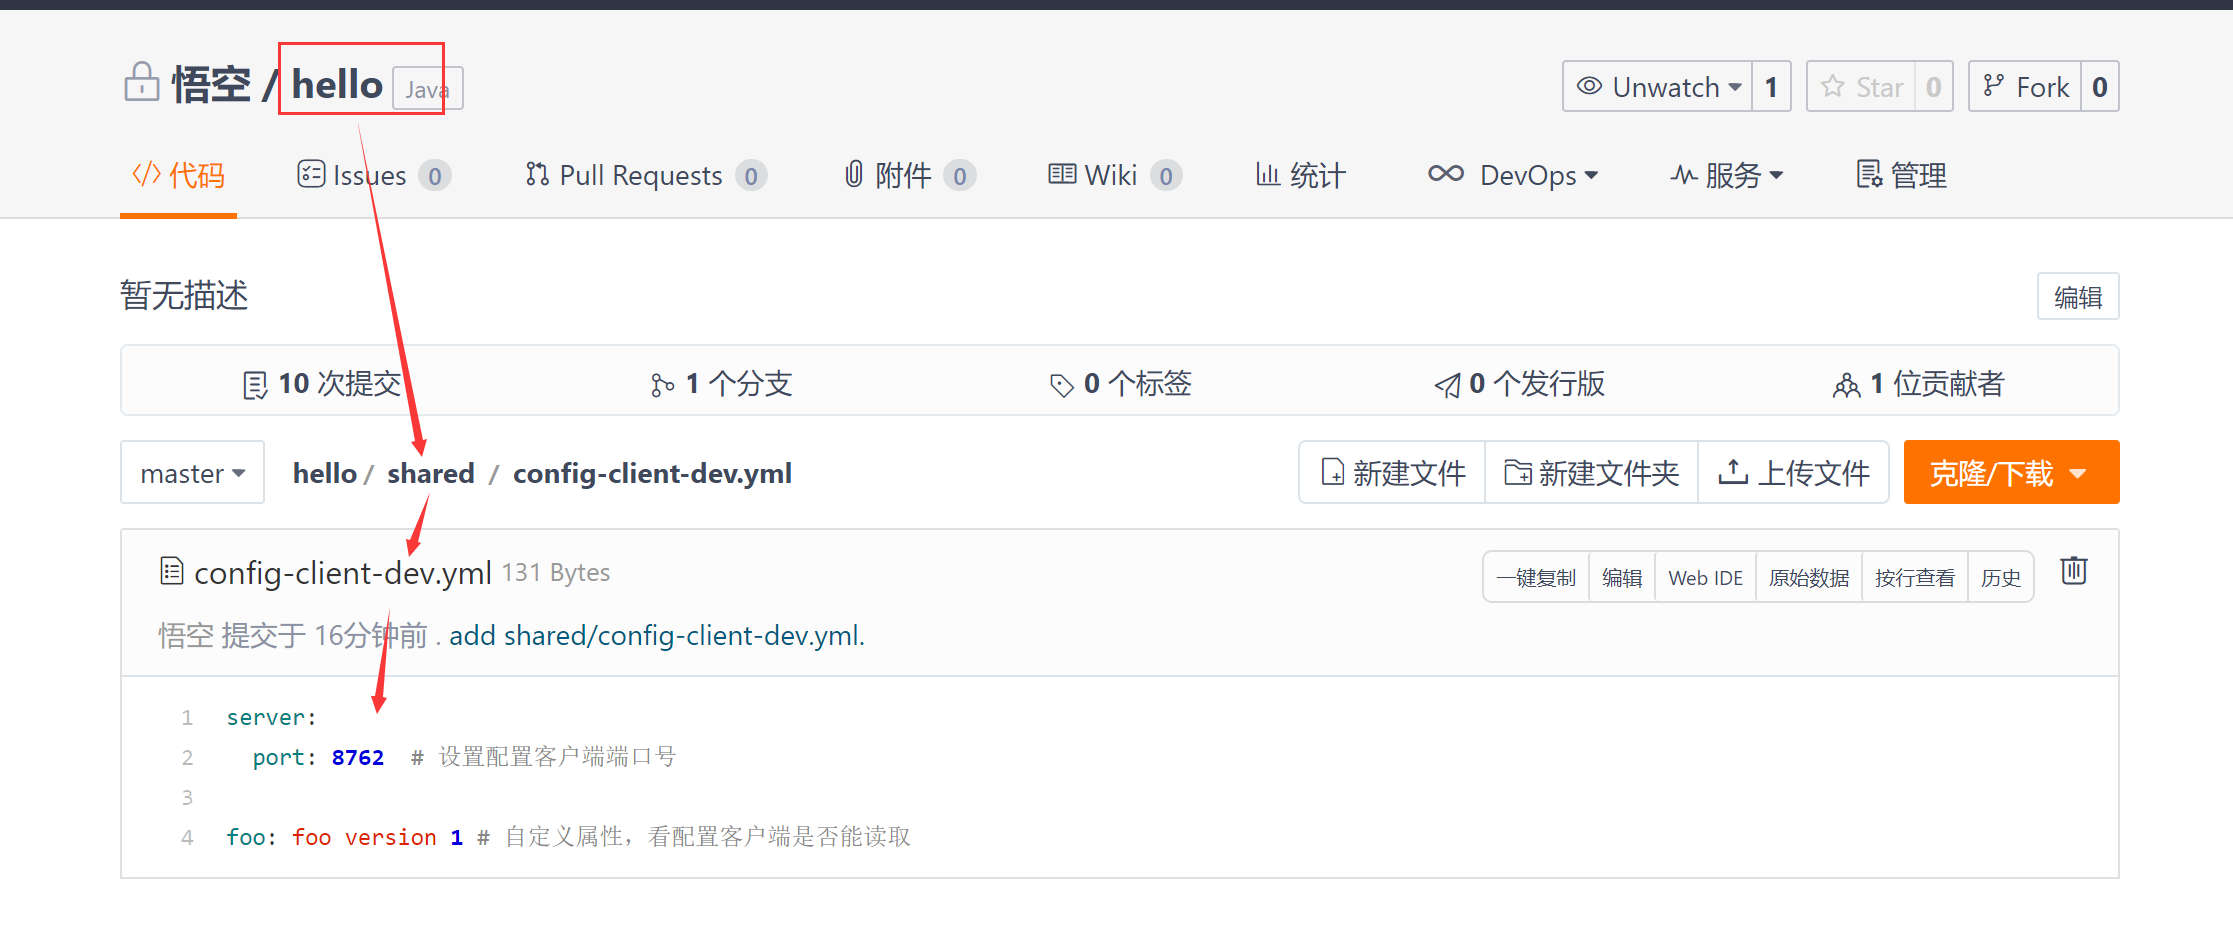 悟空 / hello Java Unwatch 1 Star 0 Fork 0
代码 Issues 0 Pull Requests 0 附件 0 Wiki 0 统计 DevOps 服务 管理
暂无描述 编辑
10 次提交 1 个分支 0 个标签 0 个发行版 1 位贡献者
master hello / shared / config-client-dev.yml 新建文件 新建文件夹 上传文件 克隆/下载
config-client-dev.yml 131 Bytes 一键复制 编辑 Web IDE 原始数据 按行查看 历史
悟空 提交于 16分钟前 . add shared/config-client-dev.yml.
1 server:
2   port: 8762  # 设置配置客户端端口号
3
4 foo: foo version 1 # 自定义属性，看配置客户端是否能读取